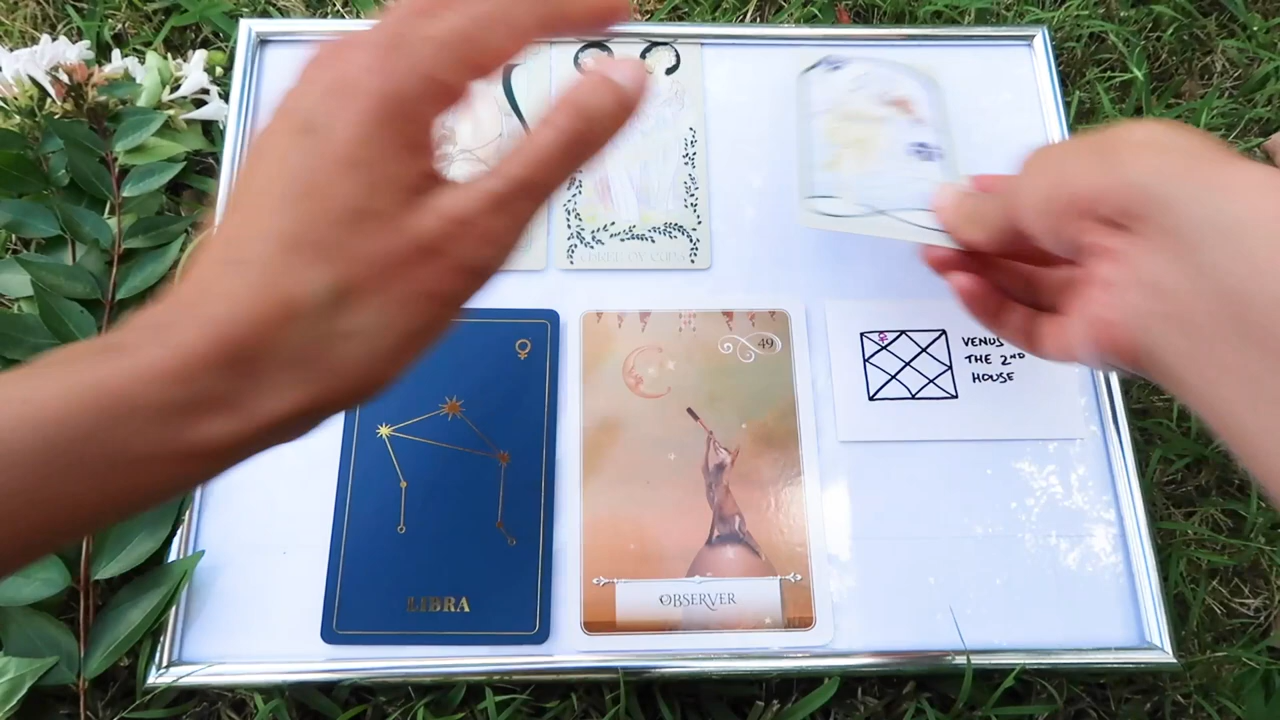 THREE OF CUPS
49
VENUS
THE 2ND
HOUSE
LIBRA
OBSERVER